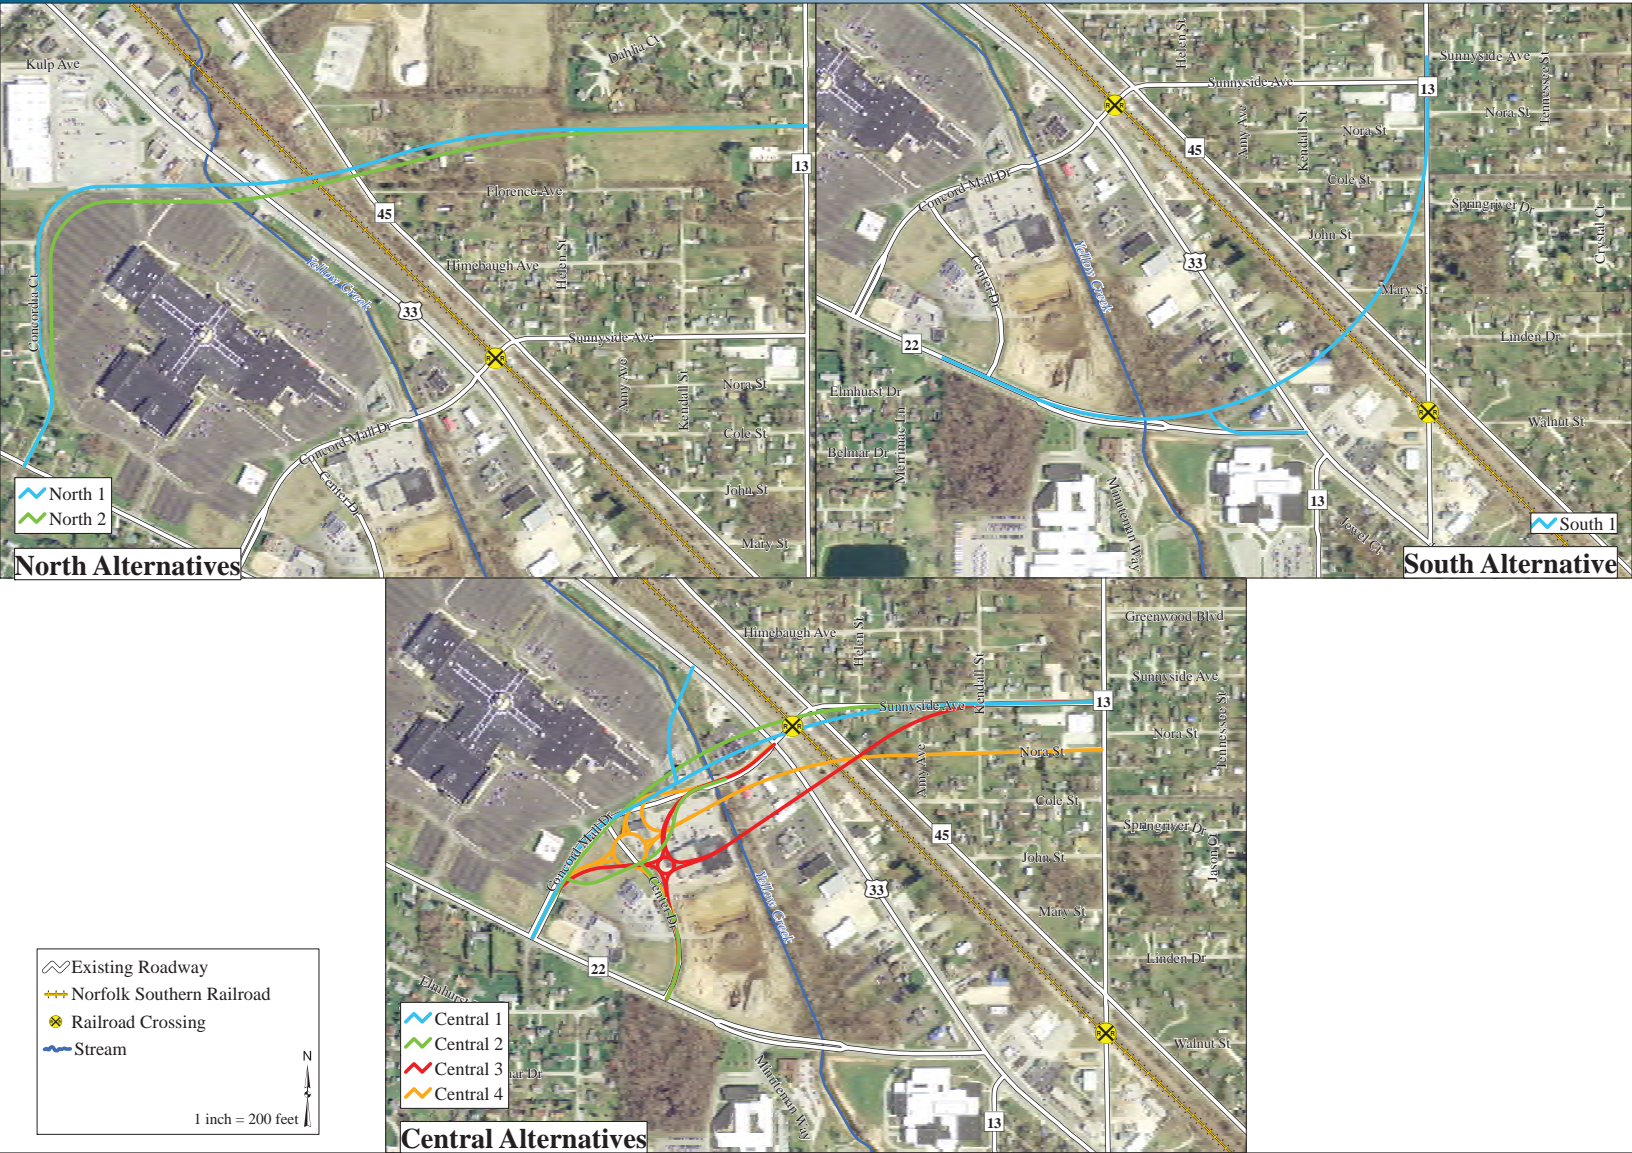 Kulp Ave
Dahlia Ct
13
Florence Ave
45
Himebaugh Ave
Helen St
Yellow Creek
33
Concordia Ct
Sunnyside Ave
Amy Ave
Kendall St
Nora St
Cole St
Concord Mall Dr
Center Dr
John St
Mary St
North 1
North 2
North Alternatives
Helen St
Sunnyside Ave
Sunnyside Ave
Tennessee St
13
Nora St
Nora St
Amy Ave
Kendall St
45
Cole St
Concord Mall Dr
Springriver Dr
Crystal Ct
John St
Yellow Creek
33
Center Dr
Mary St
22
Linden Dr
Elmhurst Dr
Merrimac Ln
Walnut St
Belmar Dr
Minuteman Way
13
Jewel Ct
South 1
South Alternative
Himebaugh Ave
Helen St
Greenwood Blvd
Kendall St
Sunnyside Ave
Sunnyside Ave
13
Tennessee St
Nora St
Nora St
Amy Ave
Cole St
45
Springriver Dr
Jason Ct
Concord Mall Dr
John St
Center Dr
Yellow Creek
33
Mary St
22
Linden Dr
Elmhurst
Walnut St
Minuteman Way
13
Central 1
Central 2
Central 3
Central 4
ar Dr
Central Alternatives
Existing Roadway
Norfolk Southern Railroad
R R
Railroad Crossing
Stream
N
1 inch = 200 feet